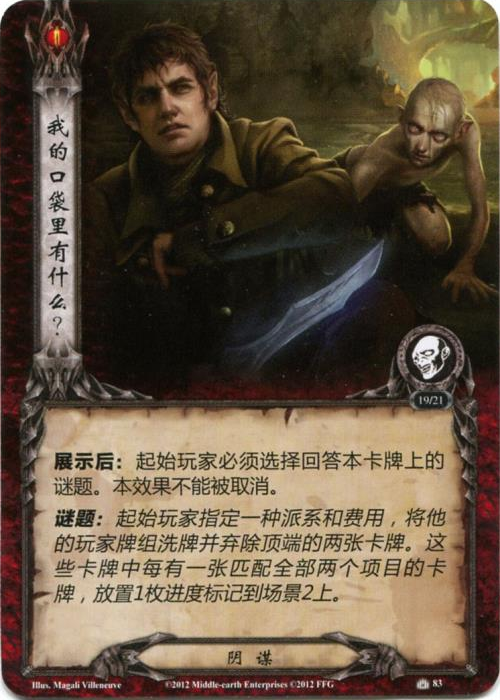 我的口袋里有什么？
19/21
展示后：起始玩家必须选择回答本卡牌上的
谜题。本效果不能被取消。
谜题：起始玩家指定一种派系和费用，将他
的玩家牌组洗牌并弃除顶端的两张卡牌。这
些卡牌中每有一张匹配全部两个项目的卡
牌，放置1枚进度标记到场景2上。
阴谋
Illus. Magali Villeneuve ©2012 Middle-earth Enterprises ©2012 FFG 83